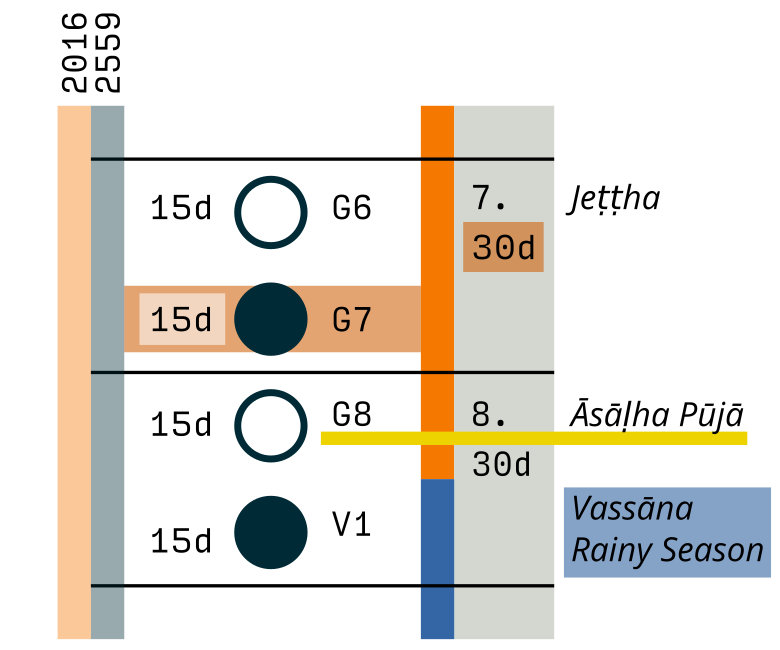 2016
2559
15d G6 7. Jeṭṭha
30d
15d G7
15d G8 8. Āsāḷha Pūjā
30d
15d V1 Vassāna
Rainy Season